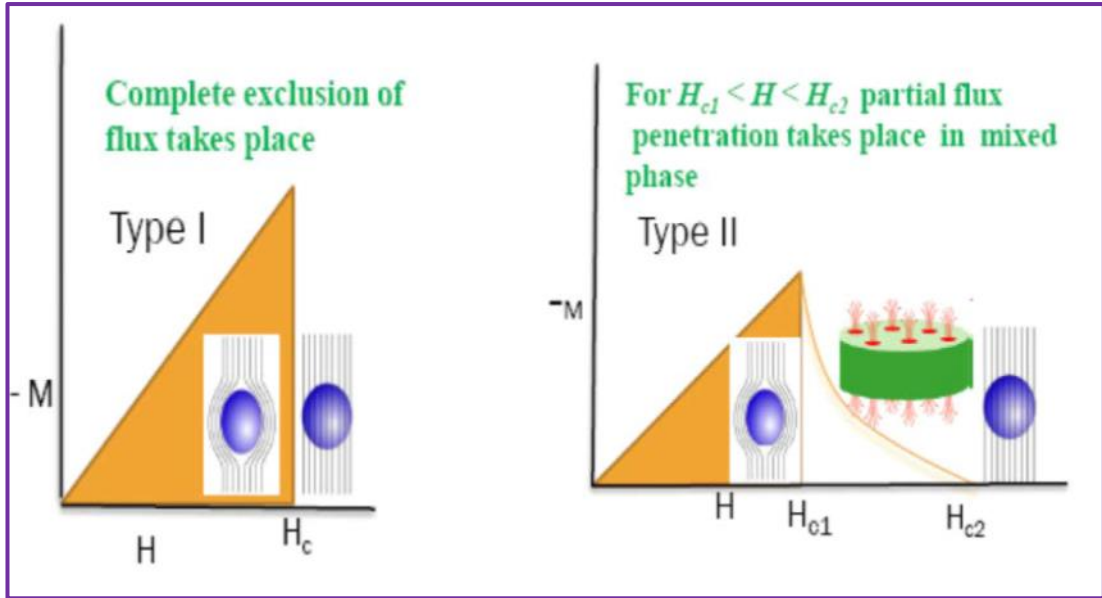 Complete exclusion of
flux takes place
Type I
- M
H
Hc
For Hc1 < H < Hc2 partial flux
penetration takes place in mixed
phase
Type II
-M
H
Hc1
Hc2